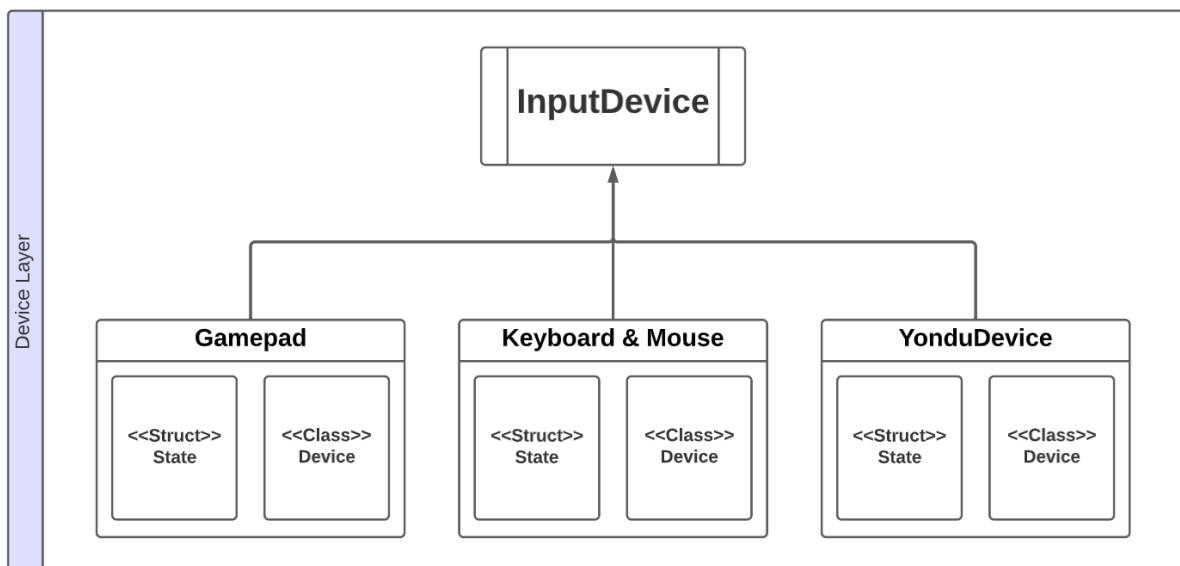 Device Layer
InputDevice
Gamepad
<<Struct>>
State
<<Class>>
Device
Keyboard & Mouse
<<Struct>>
State
<<Class>>
Device
YonduDevice
<<Struct>>
State
<<Class>>
Device